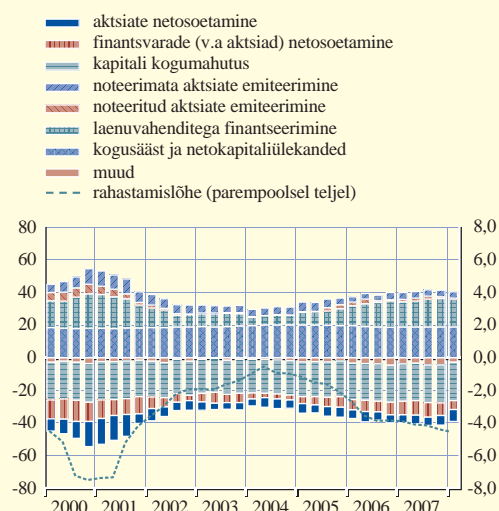 aktsiate netosoetamine
finantsvarade (v.a aktsiad) netosoetamine
kapitali kogumahutus
noteerimata aktsiate emiteerimine
noteeritud aktsiate emiteerimine
laenuvahenditega finantseerimine
kogusääst ja netokapitaliülekanded
muud
rahastamislõhe (parempoolsel teljel)
80 8,0
60 6,0
40 4,0
20 2,0
0 0,0
-20 -2,0
-40 -4,0
-60 -6,0
-80 -8,0
2000 2001 2002 2003 2004 2005 2006 2007